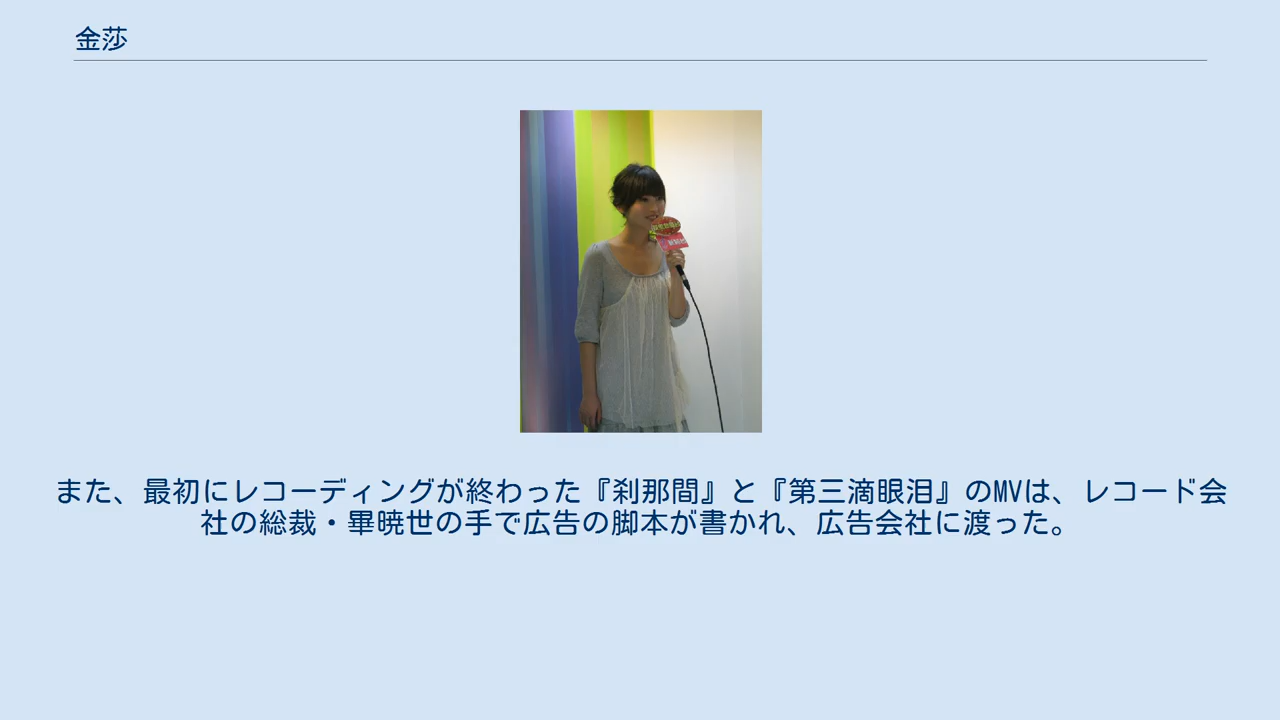 金莎
また、最初にレコーディングが終わった『刹那間』と『第三滴眼泪』のMVは、レコード会
社の総裁・畢暁世の手で広告の脚本が書かれ、広告会社に渡った。